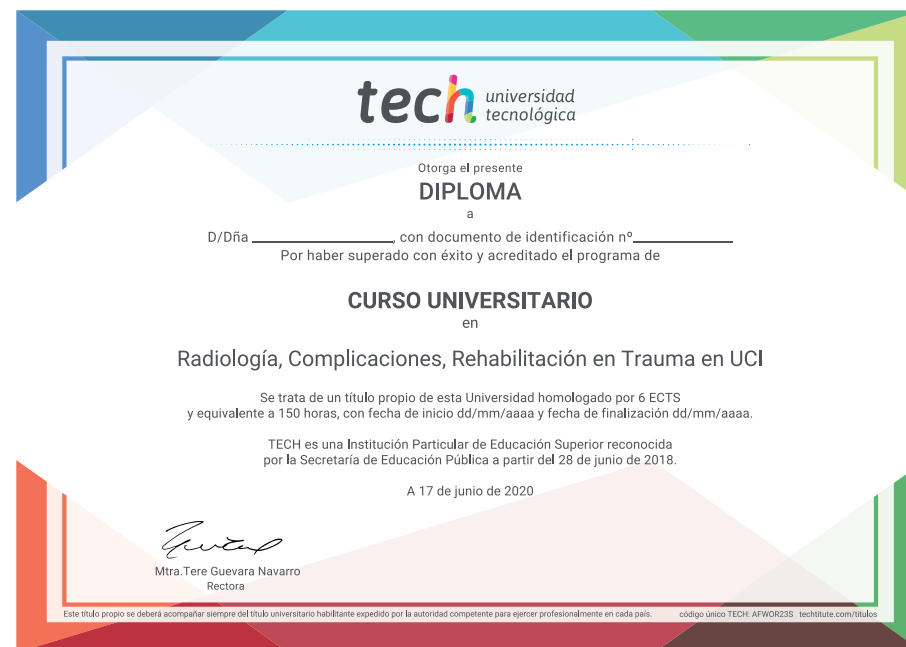 tech universidad
tecnológica
Otorga el presente
DIPLOMA
a
D/Dña ____________________, con documento de identificación nº______________
Por haber superado con éxito y acreditado el programa de
CURSO UNIVERSITARIO
en
Radiología, Complicaciones, Rehabilitación en Trauma en UCI
Se trata de un título propio de esta Universidad homologado por 6 ECTS
y equivalente a 150 horas, con fecha de inicio dd/mm/aaaa y fecha de finalización dd/mm/aaaa.
TECH es una Institución Particular de Educación Superior reconocida
por la Secretaría de Educación Pública a partir del 28 de junio de 2018.
A 17 de junio de 2020
Mtra.Tere Guevara Navarro
Rectora
Este título propio se deberá acompañar siempre del título universitario habilitante expedido por la autoridad competente para ejercer profesionalmente en cada país. código único TECH: AFWOR23S techtitute.com/titulos